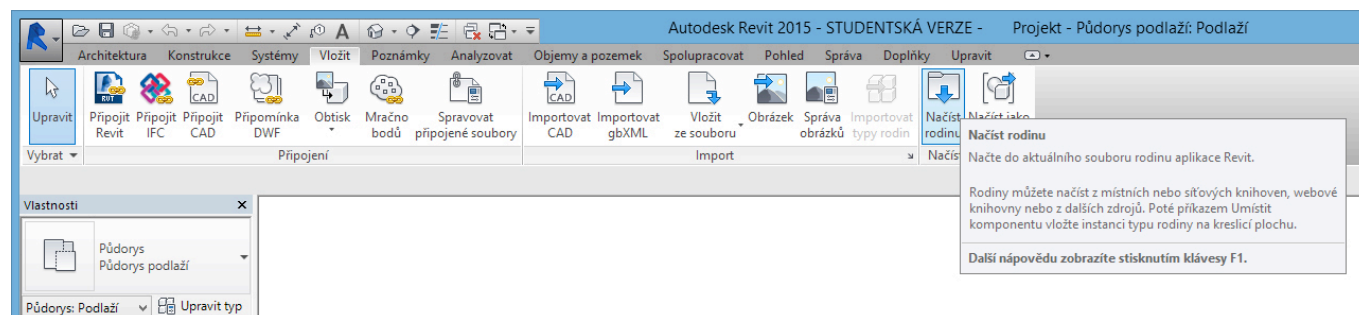 Autodesk Revit 2015 - STUDENTSKÁ VERZE - Projekt - Půdorys podlaží: Podlaží
Architektura Konstrukce Systémy Vložit Poznámky Analyzovat Objemy a pozemek Spolupracovat Pohled Správa Doplňky Upravit
Upravit Připojit Připojit Připojit Připomínka Obtisk Mračno Spravovat Importovat Importovat Vložit Obrázek Správa Importovat Načíst Načíst jako
Revit IFC CAD DWF bodů připojené soubory CAD gbXML ze souboru obrázků typy rodin rodinu
Vybrat Připojení Import
Načíst rodinu
Načte do aktuálního souboru rodinu aplikace Revit.
Rodiny můžete načíst z místních nebo síťových knihoven, webové
knihovny nebo z dalších zdrojů. Poté příkazem Umístit
komponentu vložte instanci typu rodiny na kreslicí plochu.
Další nápovědu zobrazíte stisknutím klávesy F1.
Vlastnosti
Půdorys
Půdorys podlaží
Půdorys: Podlaží Upravit typ